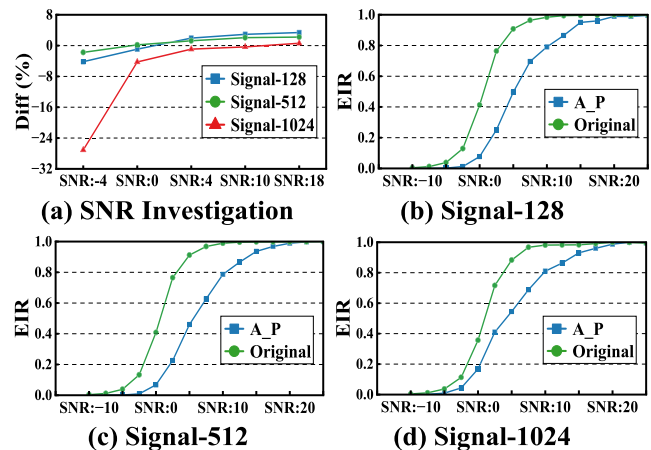 Diff (%)
8
0
−8
−16
−24
−32
Signal-128
Signal-512
Signal-1024
SNR:-4
SNR:0
SNR:4
SNR:10
SNR:18
(a) SNR Investigation
EIR
1.0
0.8
0.6
0.4
0.2
0.0
A_P
Original
SNR:−10
SNR:0
SNR:10
SNR:20
(b) Signal-128
EIR
1.0
0.8
0.6
0.4
0.2
0.0
A_P
Original
SNR:−10
SNR:0
SNR:10
SNR:20
(c) Signal-512
EIR
1.0
0.8
0.6
0.4
0.2
0.0
A_P
Original
SNR:−10
SNR:0
SNR:10
SNR:20
(d) Signal-1024